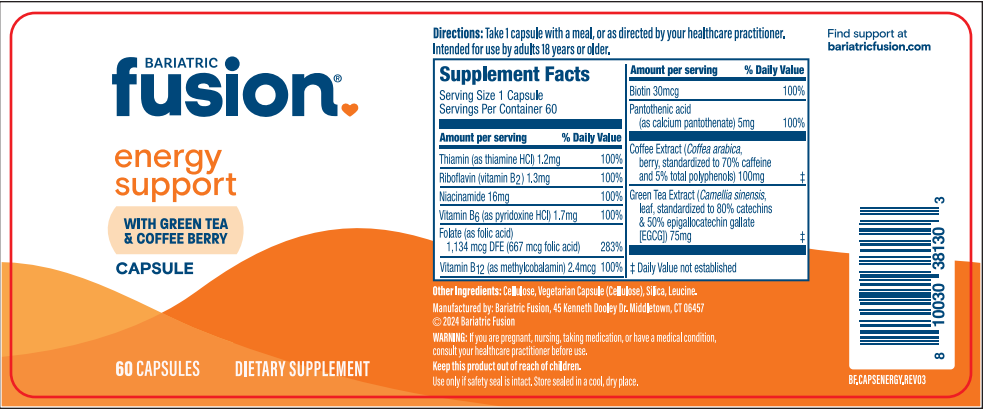 BARIATRIC
fusion®
energy
support
WITH GREEN TEA
& COFFEE BERRY
CAPSULE
60 CAPSULES
DIETARY SUPPLEMENT
Directions: Take 1 capsule with a meal, or as directed by your healthcare practitioner.
Intended for use by adults 18 years or older.
Supplement Facts
Serving Size 1 Capsule
Servings Per Container 60
Amount per serving % Daily Value
Thiamin (as thiamine HCl) 1.2mg 100%
Riboflavin (vitamin B2) 1.3mg 100%
Niacinamide 16mg 100%
Vitamin B6 (as pyridoxine HCl) 1.7mg 100%
Folate (as folic acid)
1,134 mcg DFE (667 mcg folic acid) 283%
Vitamin B12 (as methylcobalamin) 2.4mcg 100%
Amount per serving % Daily Value
Biotin 30mcg 100%
Pantothenic acid
(as calcium pantothenate) 5mg 100%
Coffee Extract (Coffea arabica,
berry, standardized to 70% caffeine
and 5% total polyphenols) 100mg ‡
Green Tea Extract (Camellia sinensis,
leaf, standardized to 80% catechins
& 50% epigallocatechin gallate
[EGCG]) 75mg ‡
‡ Daily Value not established
Other Ingredients: Cellulose, Vegetarian Capsule (Cellulose), Silica, Leucine.
Manufactured by: Bariatric Fusion, 45 Kenneth Dooley Dr. Middletown, CT 06457
© 2024 Bariatric Fusion
WARNING: If you are pregnant, nursing, taking medication, or have a medical condition,
consult your healthcare practitioner before use.
Keep this product out of reach of children.
Use only if safety seal is intact. Store sealed in a cool, dry place.
Find support at
bariatricfusion.com
8 10030 38130 3
BF.CAPSENERGY.REV03